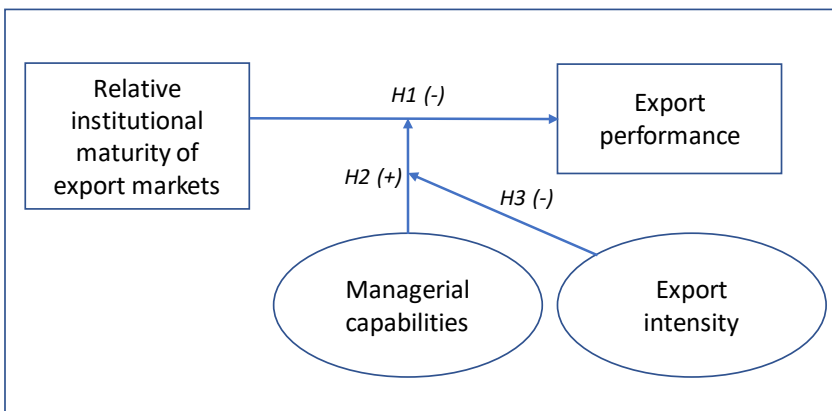 Relative
institutional
maturity of
export markets
H1 (-)
Export
performance
H2 (+)
H3 (-)
Managerial
capabilities
Export
intensity